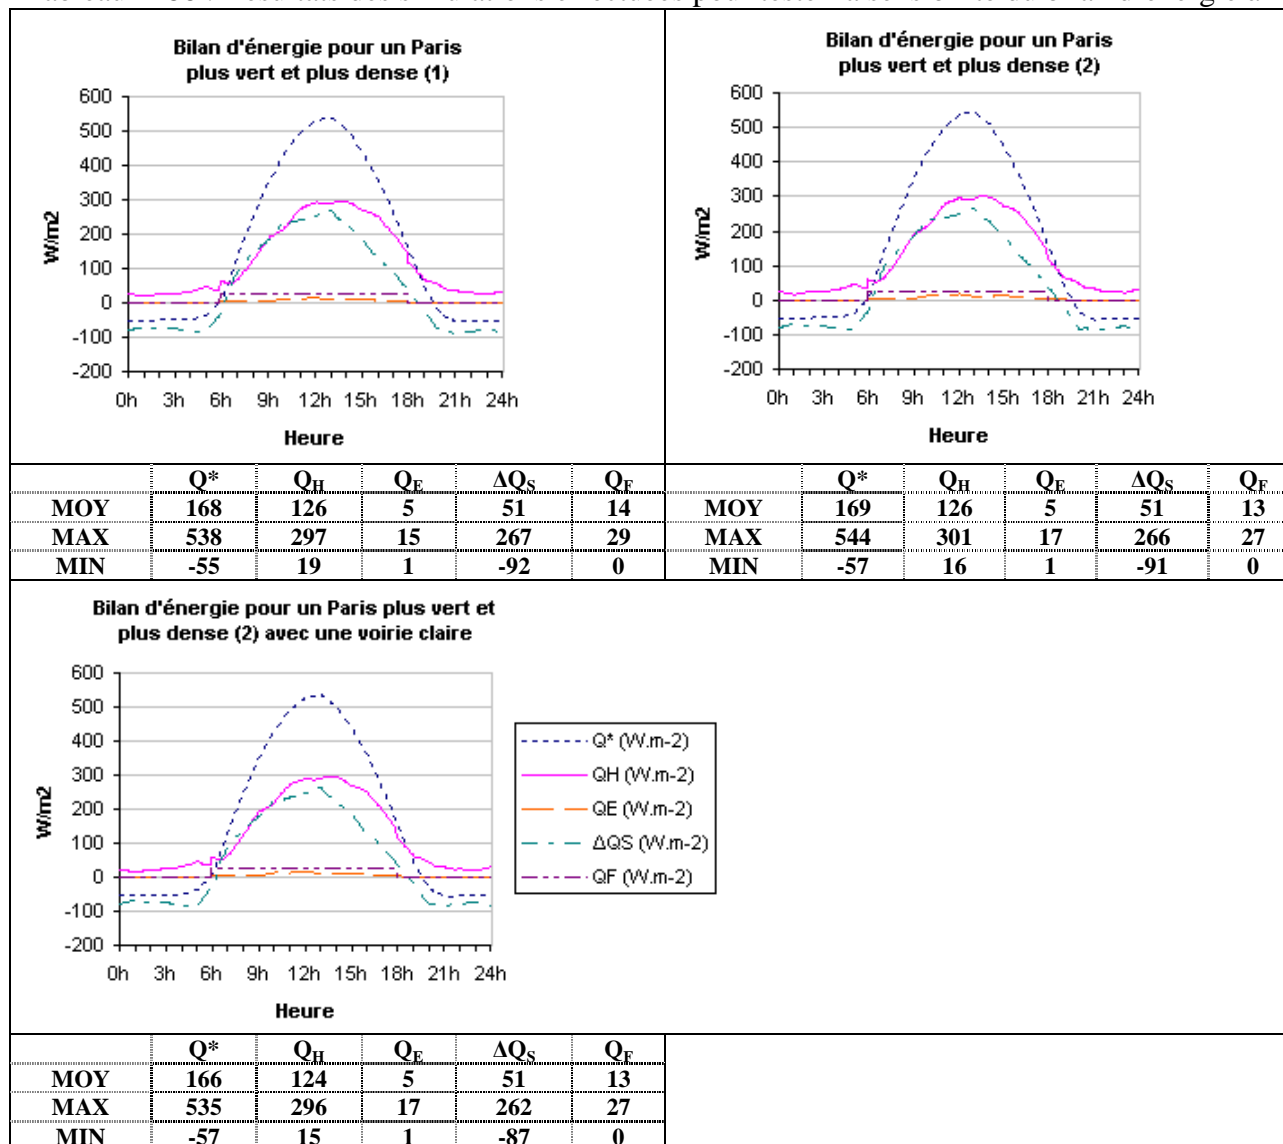 Bilan d'énergie pour un Paris
plus vert et plus dense (1)
600
500
400
300
200
100
0
-100
-200
W/m2
0h 3h 6h 9h 12h 15h 18h 21h 24h
Heure
Bilan d'énergie pour un Paris
plus vert et plus dense (2)
600
500
400
300
200
100
0
-100
-200
W/m2
0h 3h 6h 9h 12h 15h 18h 21h 24h
Heure
Q* QH QE ΔQS QF
MOY 168 126 5 51 14
MAX 538 297 15 267 29
MIN -55 19 1 -92 0
Q* QH QE ΔQS QF
MOY 169 126 5 51 13
MAX 544 301 17 266 27
MIN -57 16 1 -91 0
Bilan d'énergie pour un Paris plus vert et
plus dense (2) avec une voirie claire
600
500
400
300
200
100
0
-100
-200
W/m2
0h 3h 6h 9h 12h 15h 18h 21h 24h
Heure
Q* (W.m-2)
QH (W.m-2)
QE (W.m-2)
ΔQS (W.m-2)
QF (W.m-2)
Q* QH QE ΔQS QF
MOY 166 124 5 51 13
MAX 535 296 17 262 27
MIN -57 15 1 -87 0